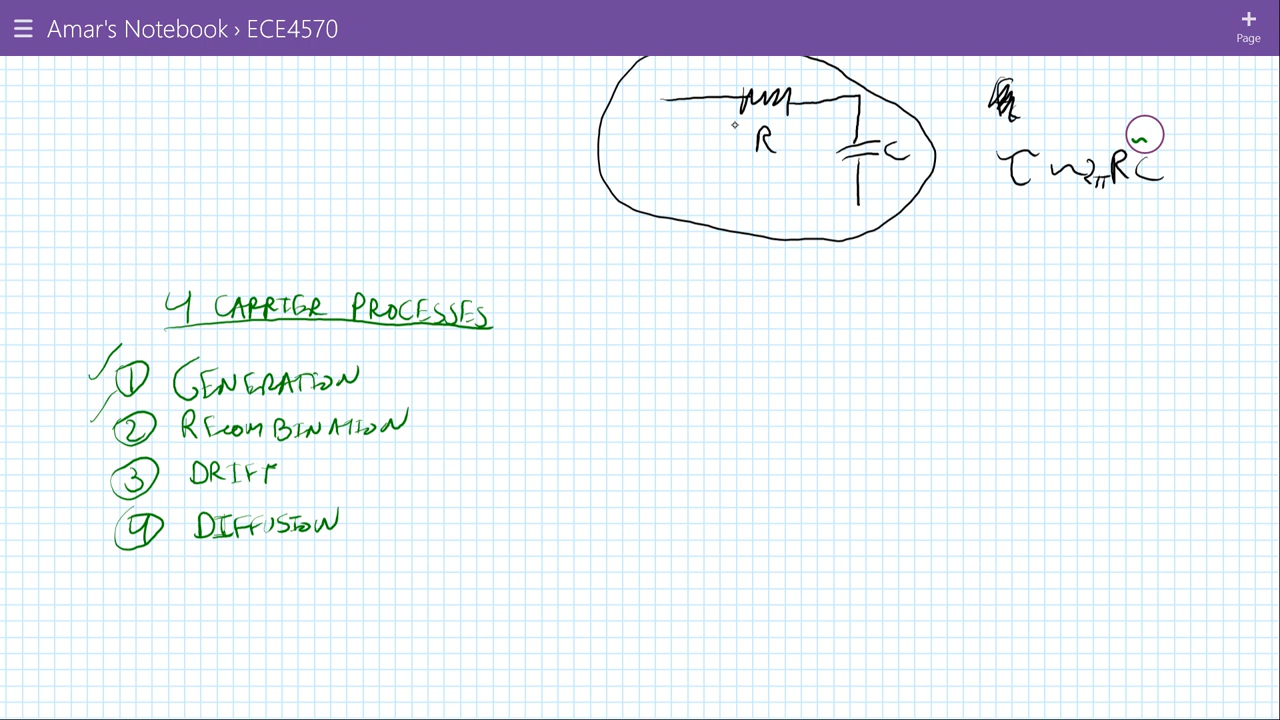 Amar's Notebook › ECE4570
Page
R
C
τ ~ 2πRC
4 CARRIER PROCESSES
1 GENERATION
2 RECOMBINATION
3 DRIFT
4 DIFFUSION